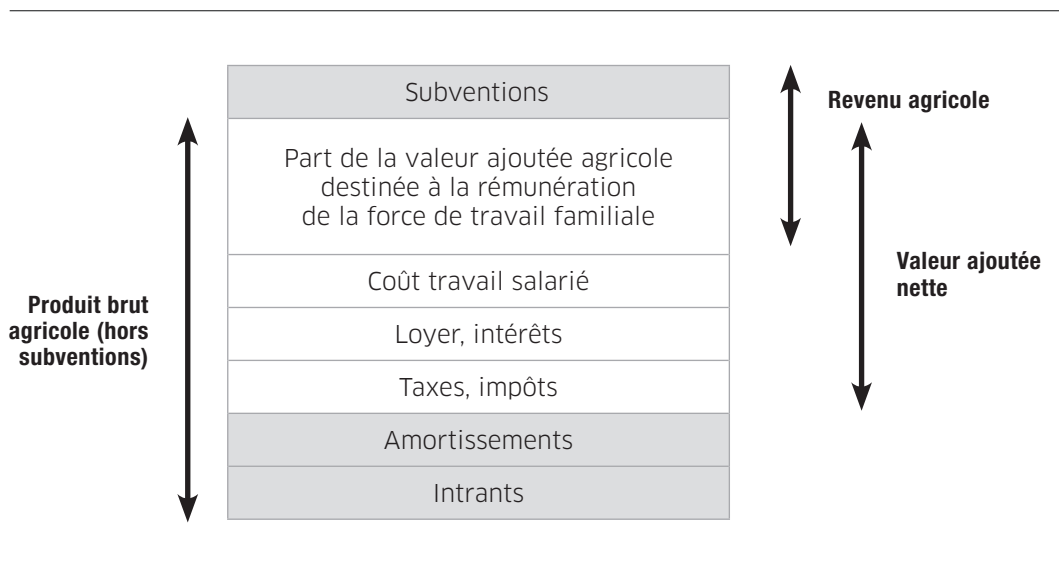 Subventions
Revenu agricole
Part de la valeur ajoutée agricole
destinée à la rémunération
de la force de travail familiale
Coût travail salarié
Valeur ajoutée
nette
Produit brut
agricole (hors
subventions)
Loyer, intérêts
Taxes, impôts
Amortissements
Intrants